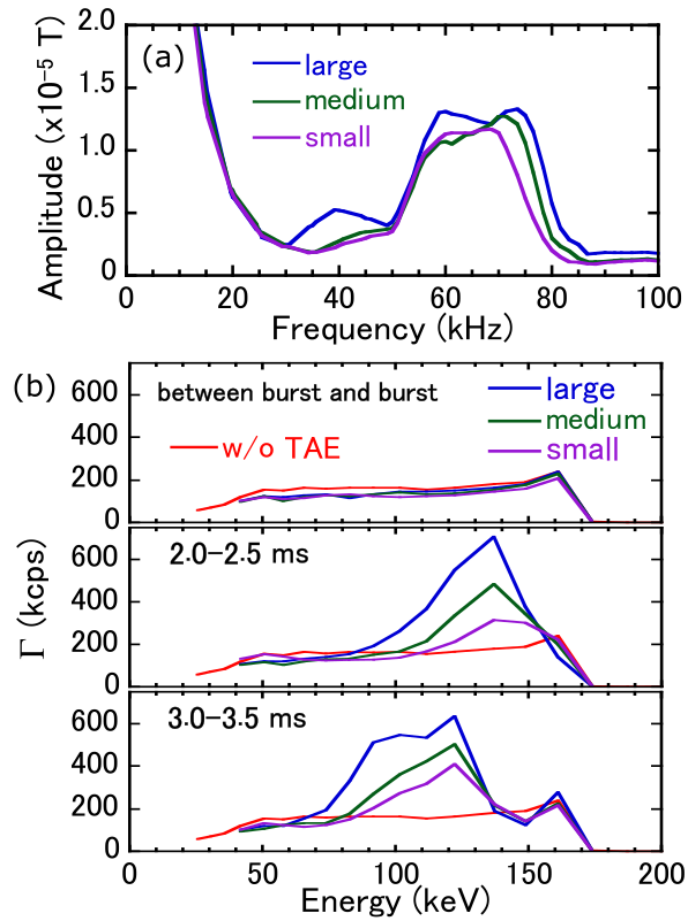 2.0
(a)
large
1.5
medium
small
1.0
Amplitude (x10⁻⁵ T)
0.5
0
0 20 40 60 80 100
Frequency (kHz)
(b)
600
between burst and burst
large
medium
400
w/o TAE
small
200
0
600
2.0-2.5 ms
400
Γ (kcps)
200
0
600
3.0-3.5 ms
400
200
0
0 50 100 150 200
Energy (keV)